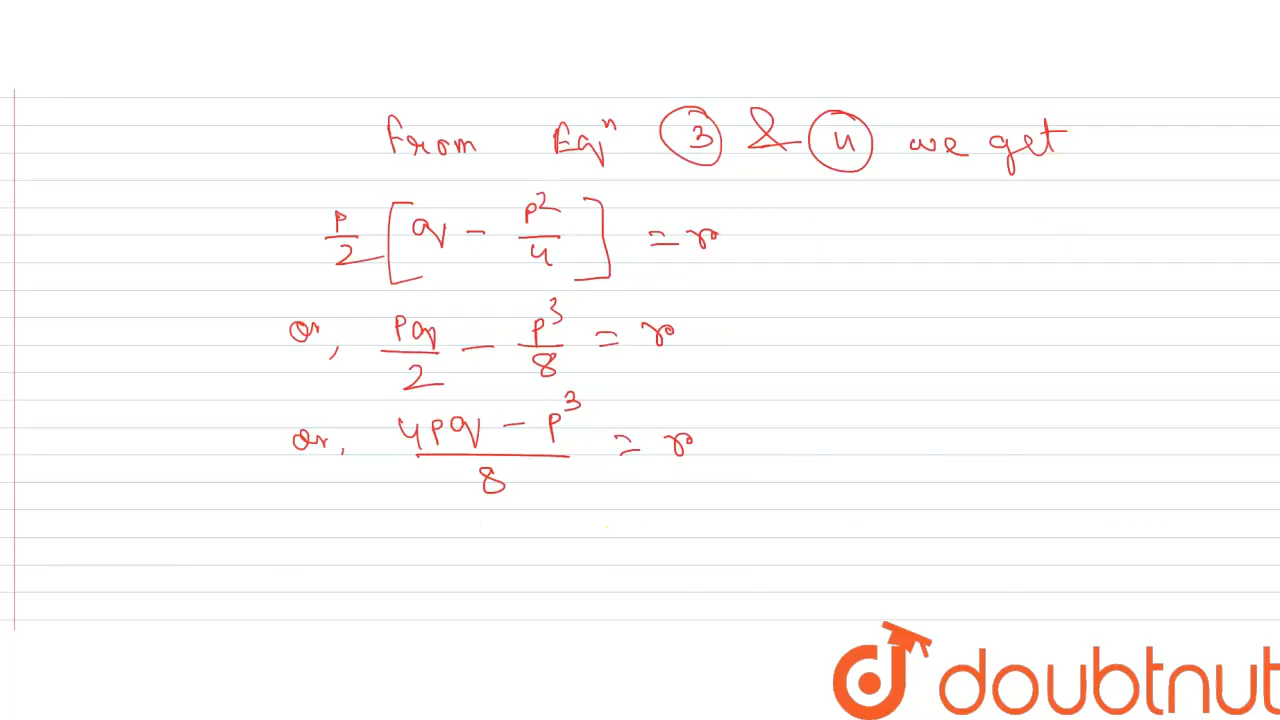 From Eqⁿ ③ & ④ we get
p/2 [q - p²/4] = r
or, pq/2 - p³/8 = r
or, 4pq - p³/8 = r
doubtnut